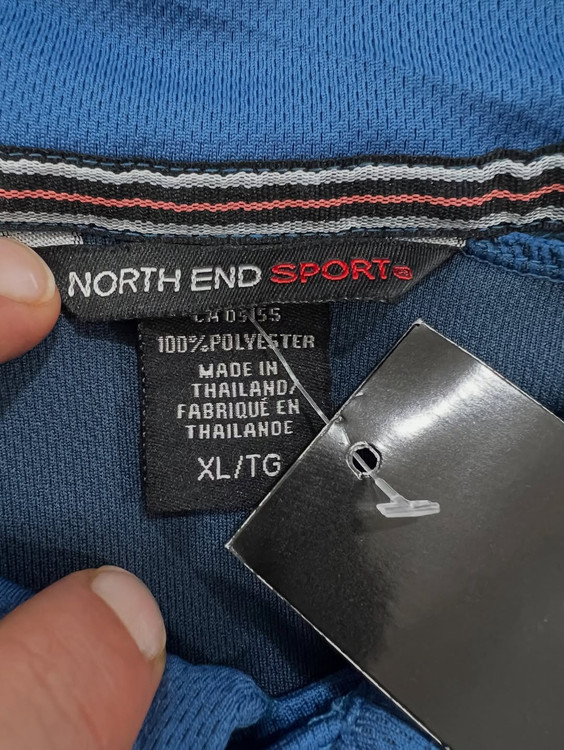 NORTH END SPORT
100% POLYESTER
MADE IN
THAILAND/
FABRIQUÉ EN
THAILANDE
XL/TG